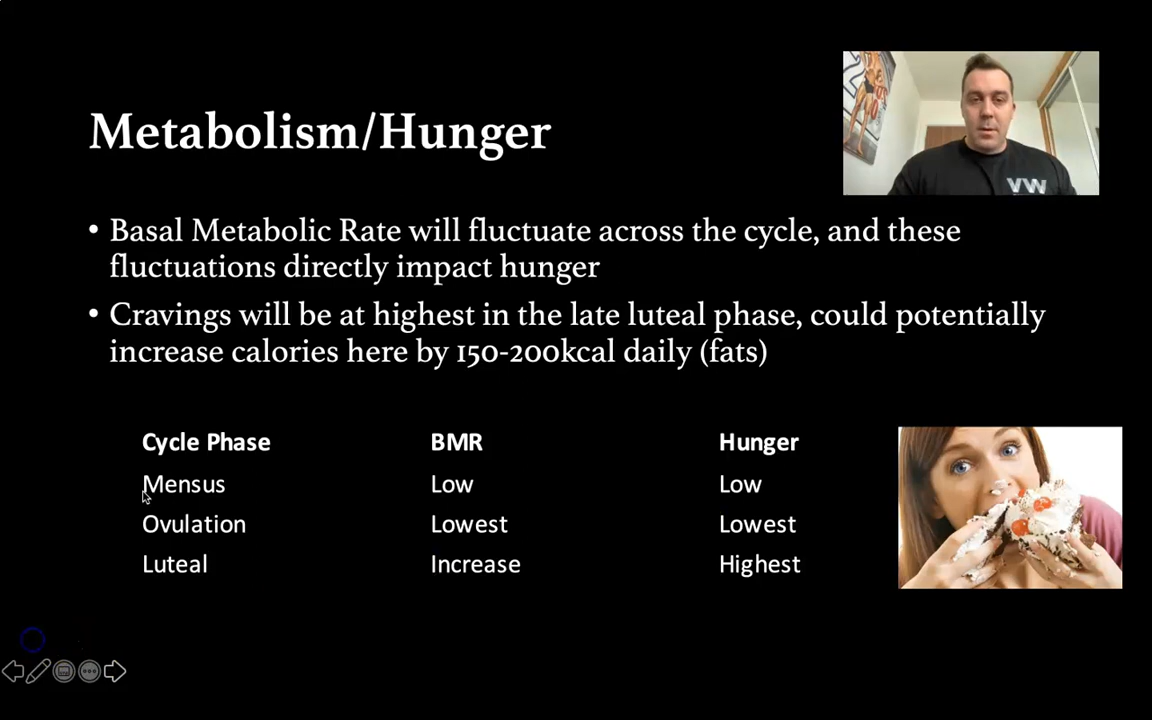 Metabolism/Hunger
VW
• Basal Metabolic Rate will fluctuate across the cycle, and these
fluctuations directly impact hunger
• Cravings will be at highest in the late luteal phase, could potentially
increase calories here by 150-200kcal daily (fats)
Cycle Phase BMR Hunger
Mensus Low Low
Ovulation Lowest Lowest
Luteal Increase Highest